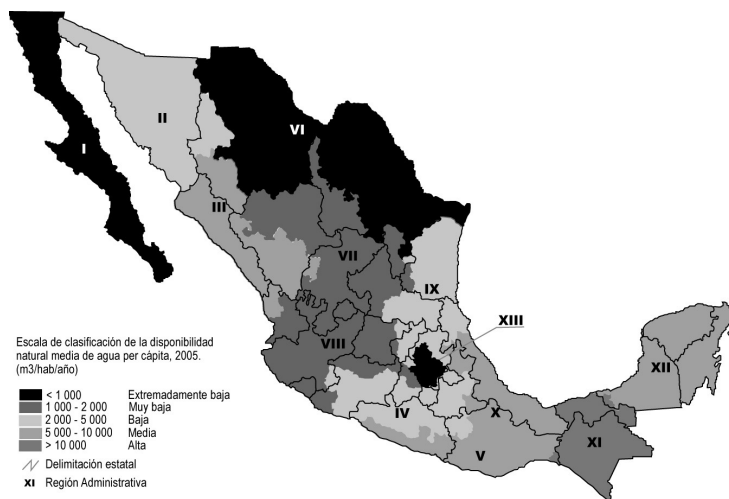 I
II
VI
III
VII
IX
XIII
VIII
XII
IV
X
V
XI
Escala de clasificación de la disponibilidad
natural media de agua per cápita, 2005.
(m3/hab/año)
< 1 000 Extremadamente baja
1 000 - 2 000 Muy baja
2 000 - 5 000 Baja
5 000 - 10 000 Media
> 10 000 Alta
Delimitación estatal
XI Región Administrativa